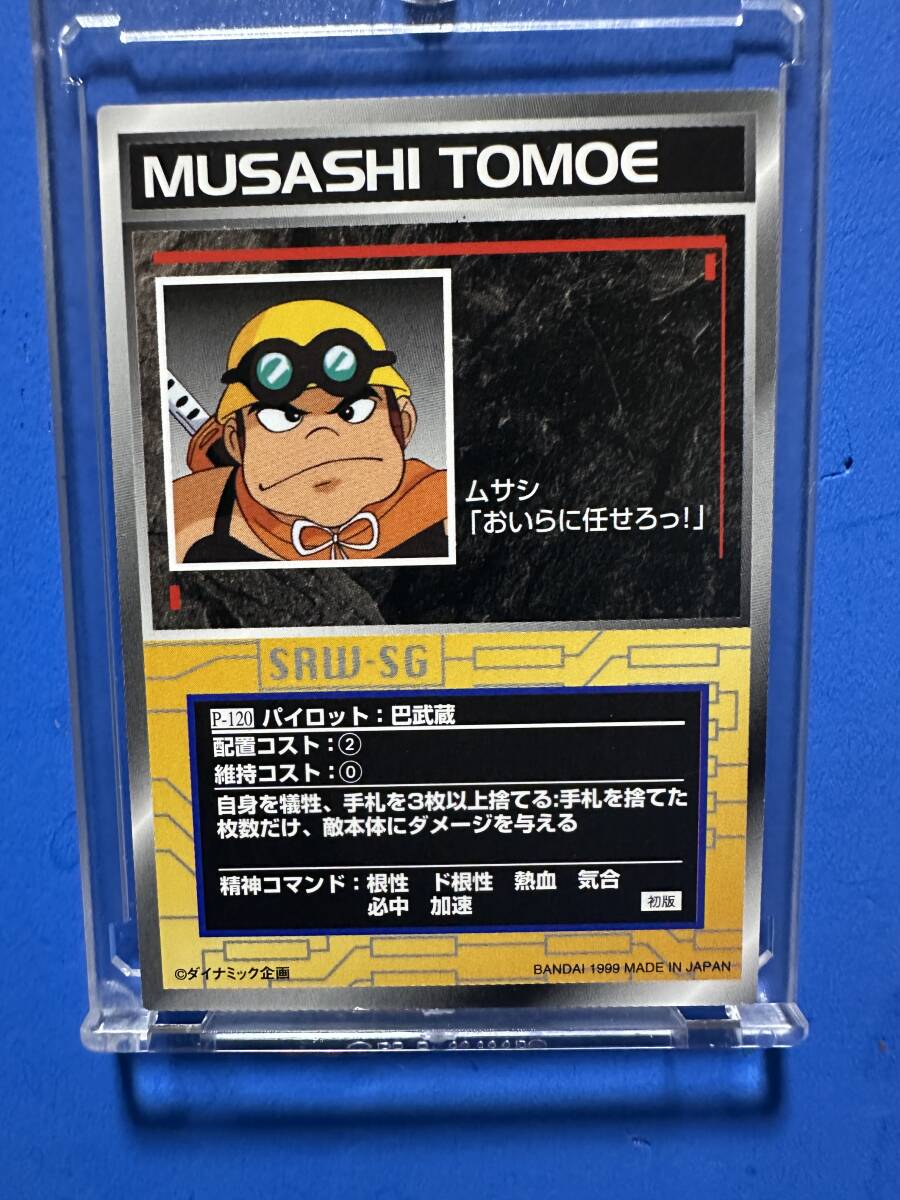 MUSASHI TOMOE
ムサシ
「おいらに任せろっ!」
SRW-SG
P-120 パイロット：巴武蔵
配置コスト：②
維持コスト：⓪
自身を犠牲、手札を3枚以上捨てる:手札を捨てた
枚数だけ、敵本体にダメージを与える
精神コマンド：根性 ド根性 熱血 気合
必中 加速
初版
©ダイナミック企画
BANDAI 1999 MADE IN JAPAN